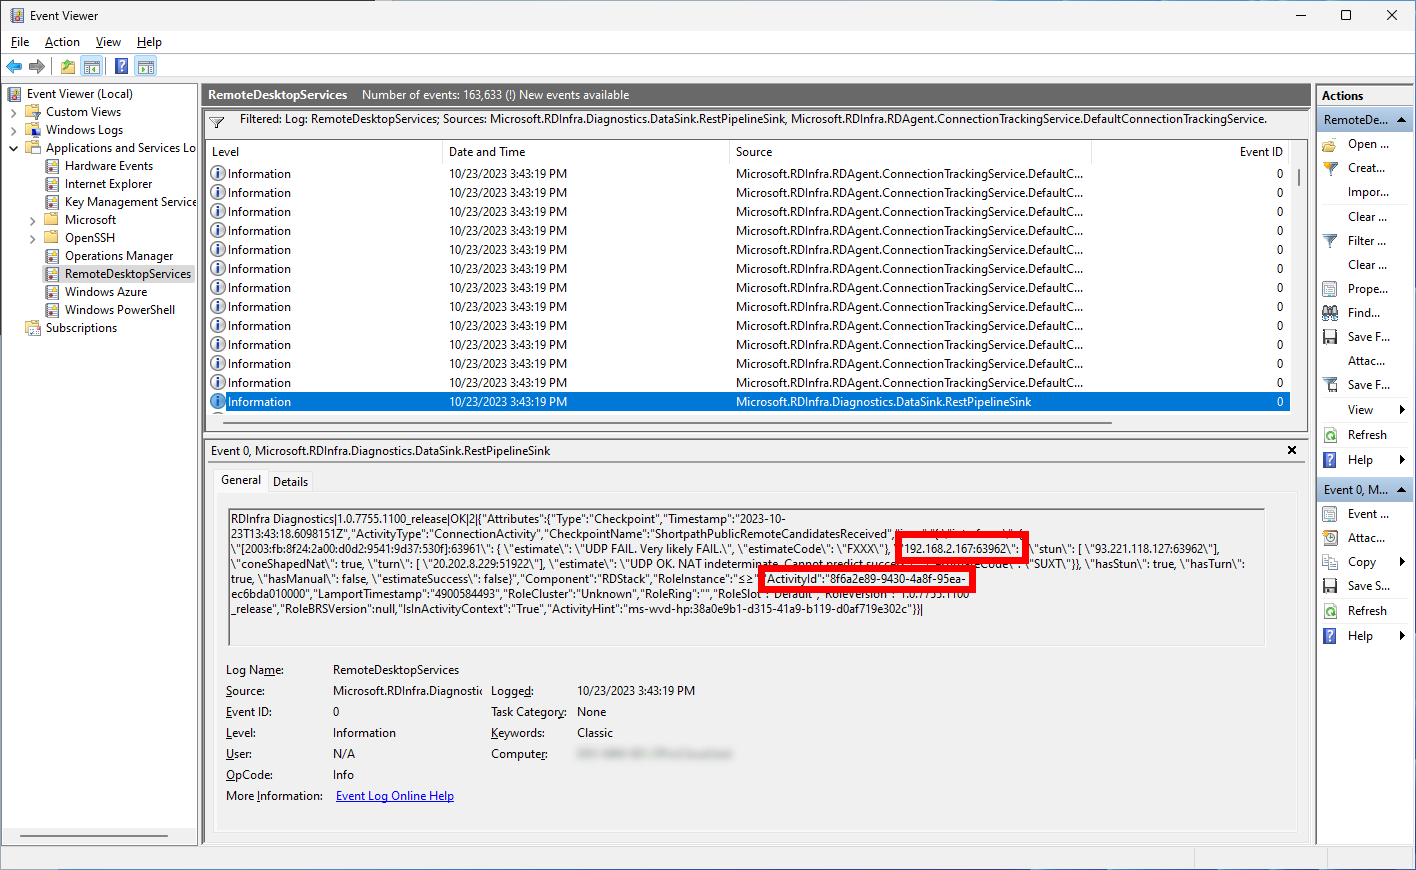 Event Viewer
File Action View Help
Event Viewer (Local)
Custom Views
Windows Logs
Applications and Services Lo
Hardware Events
Internet Explorer
Key Management Service
Microsoft
OpenSSH
Operations Manager
RemoteDesktopServices
Windows Azure
Windows PowerShell
Subscriptions
RemoteDesktopServices Number of events: 163,633 (!) New events available
Filtered: Log: RemoteDesktopServices; Sources: Microsoft.RDInfra.Diagnostics.DataSink.RestPipelineSink, Microsoft.RDInfra.RDAgent.ConnectionTrackingService.DefaultConnectionTrackingService.
Level Date and Time Source Event ID
Information 10/23/2023 3:43:19 PM Microsoft.RDInfra.RDAgent.ConnectionTrackingService.DefaultC... 0
Information 10/23/2023 3:43:19 PM Microsoft.RDInfra.RDAgent.ConnectionTrackingService.DefaultC... 0
Information 10/23/2023 3:43:19 PM Microsoft.RDInfra.RDAgent.ConnectionTrackingService.DefaultC... 0
Information 10/23/2023 3:43:19 PM Microsoft.RDInfra.RDAgent.ConnectionTrackingService.DefaultC... 0
Information 10/23/2023 3:43:19 PM Microsoft.RDInfra.RDAgent.ConnectionTrackingService.DefaultC... 0
Information 10/23/2023 3:43:19 PM Microsoft.RDInfra.RDAgent.ConnectionTrackingService.DefaultC... 0
Information 10/23/2023 3:43:19 PM Microsoft.RDInfra.RDAgent.ConnectionTrackingService.DefaultC... 0
Information 10/23/2023 3:43:19 PM Microsoft.RDInfra.RDAgent.ConnectionTrackingService.DefaultC... 0
Information 10/23/2023 3:43:19 PM Microsoft.RDInfra.RDAgent.ConnectionTrackingService.DefaultC... 0
Information 10/23/2023 3:43:19 PM Microsoft.RDInfra.RDAgent.ConnectionTrackingService.DefaultC... 0
Information 10/23/2023 3:43:19 PM Microsoft.RDInfra.RDAgent.ConnectionTrackingService.DefaultC... 0
Information 10/23/2023 3:43:19 PM Microsoft.RDInfra.RDAgent.ConnectionTrackingService.DefaultC... 0
Information 10/23/2023 3:43:19 PM Microsoft.RDInfra.Diagnostics.DataSink.RestPipelineSink 0
Event 0, Microsoft.RDInfra.Diagnostics.DataSink.RestPipelineSink
General Details
RDInfra Diagnostics|1.0.7755.1100_release|OK|2|{"Attributes":{"Type":"Checkpoint","Timestamp":"2023-10-
23T13:43:18.6098151Z","ActivityType":"ConnectionActivity","CheckpointName":"ShortpathPublicRemoteCandidatesReceived"
\"[2003:fb:8f24:2a00:d0d2:9541:9d37:530f]:63961\": { \"estimate\": \"UDP FAIL. Very likely FAIL.\", \"estimateCode\": \"FXXX\"}, "192.168.2.167:63962\": \"stun\": [ \"93.221.118.127:63962\"],
\"coneShapedNat\": true, \"turn\": [ \"20.202.8.229:51922\"], \"estimate\": \"UDP OK. NAT indeterminate. Cannot predict \"SUXT\"}}, \"hasStun\": true, \"hasTurn\":
true, \"hasManual\": false, \"estimateSuccess\": false}","Component":"RDStack","RoleInstance":"≤≥" "ActivityId":"8f6a2e89-9430-4a8f-95ea-
ec6bda010000","LamportTimestamp":"4900584493","RoleCluster":"Unknown","RoleRing":"","RoleSlot":"Default","RoleVersion":"1.0.7755.1100
_release","RoleBRSVersion":null,"IsInActivityContext":"True","ActivityHint":"ms-wvd-hp:38a0e9b1-d315-41a9-b119-d0af719e302c"}}|
Log Name: RemoteDesktopServices
Source: Microsoft.RDInfra.Diagnostic Logged: 10/23/2023 3:43:19 PM
Event ID: 0 Task Category: None
Level: Information Keywords: Classic
User: N/A Computer:
OpCode: Info
More Information: Event Log Online Help
Actions
RemoteDe...
Open ...
Creat...
Impor...
Clear ...
Filter ...
Clear ...
Prope...
Find...
Save F...
Attac...
Save F...
View
Refresh
Help
Event 0, M...
Event ...
Attac...
Copy
Save S...
Refresh
Help